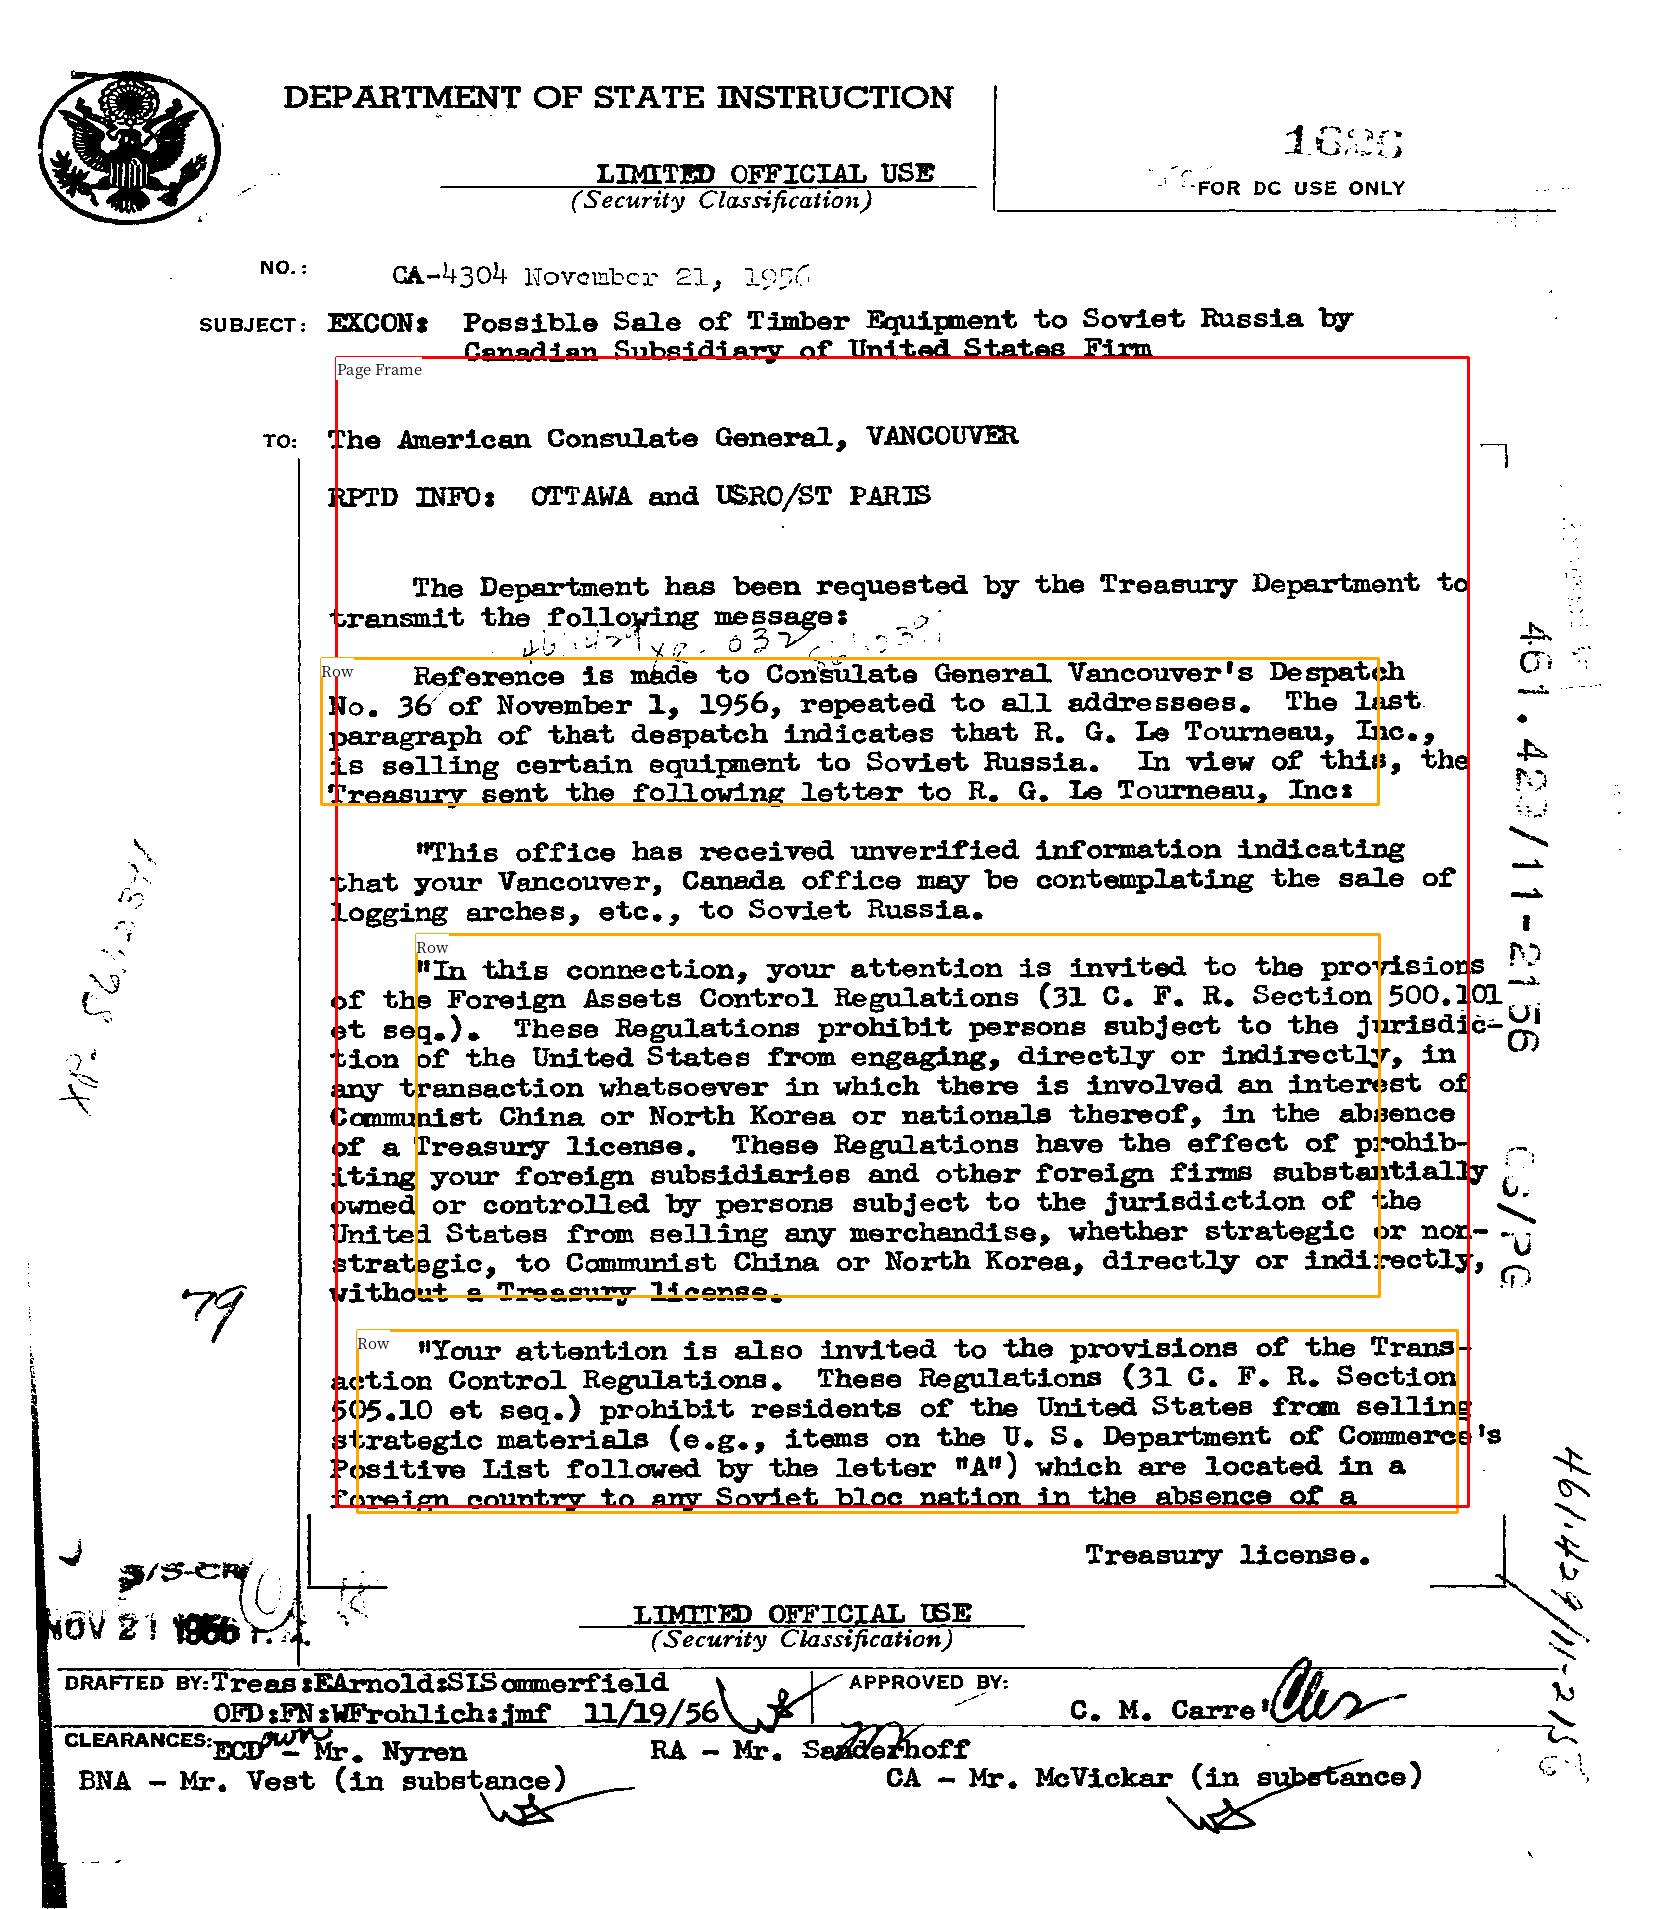 DEPARTMENT OF STATE INSTRUCTION
LIMITED OFFICIAL USE
(Security Classification)
FOR DC USE ONLY
NO.: CA-4304 November 21, 1956
SUBJECT: EXCON: Possible Sale of Timber Equipment to Soviet Russia by
Canadian Subsidiary of United States Firm
Page Frame
TO: The American Consulate General, VANCOUVER
RPTD INFO: OTTAWA and USRO/ST PARIS
The Department has been requested by the Treasury Department to
transmit the following message:
Row
Reference is made to Consulate General Vancouver's Despatch
No. 36 of November 1, 1956, repeated to all addressees. The last
paragraph of that despatch indicates that R. G. Le Tourneau, Inc.,
is selling certain equipment to Soviet Russia. In view of this, the
Treasury sent the following letter to R. G. Le Tourneau, Inc:
"This office has received unverified information indicating
that your Vancouver, Canada office may be contemplating the sale of
logging arches, etc., to Soviet Russia.
Row
"In this connection, your attention is invited to the provisions
of the Foreign Assets Control Regulations (31 C. F. R. Section 500.101
et seq.). These Regulations prohibit persons subject to the jurisdic-
tion of the United States from engaging, directly or indirectly, in
any transaction whatsoever in which there is involved an interest of
Communist China or North Korea or nationals thereof, in the absence
of a Treasury license. These Regulations have the effect of prohib-
iting your foreign subsidiaries and other foreign firms substantially
owned or controlled by persons subject to the jurisdiction of the
United States from selling any merchandise, whether strategic or non-
strategic, to Communist China or North Korea, directly or indirectly,
without a Treasury license.
Row
"Your attention is also invited to the provisions of the Trans-
action Control Regulations. These Regulations (31 C. F. R. Section
505.10 et seq.) prohibit residents of the United States from selling
strategic materials (e.g., items on the U. S. Department of Commerce's
Positive List followed by the letter "A") which are located in a
foreign country to any Soviet bloc nation in the absence of a
Treasury license.
461.429/11-2156
CS/PG
79
461.429/11-2156
S/S-CR
NOV 21 1956
LIMITED OFFICIAL USE
(Security Classification)
DRAFTED BY: Treas:EArnold:SISommerfield
OFD:FN:WFrohlich:jmf 11/19/56
APPROVED BY:
C. M. Carre'
CLEARANCES: ECD - Mr. Nyren
RA - Mr. Sanderhoff
BNA - Mr. Vest (in substance)
CA - Mr. McVickar (in substance)